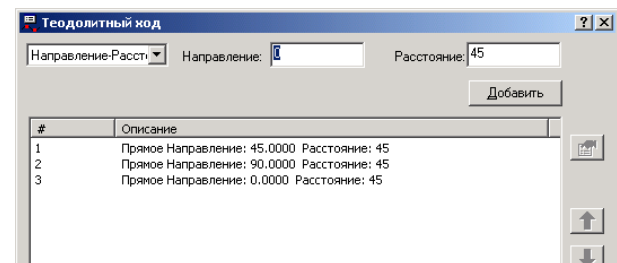 Теодолитный ход
Направление-Расст Направление: 0 Расстояние: 45
Добавить
# Описание
1 Прямое Направление: 45.0000 Расстояние: 45
2 Прямое Направление: 90.0000 Расстояние: 45
3 Прямое Направление: 0.0000 Расстояние: 45